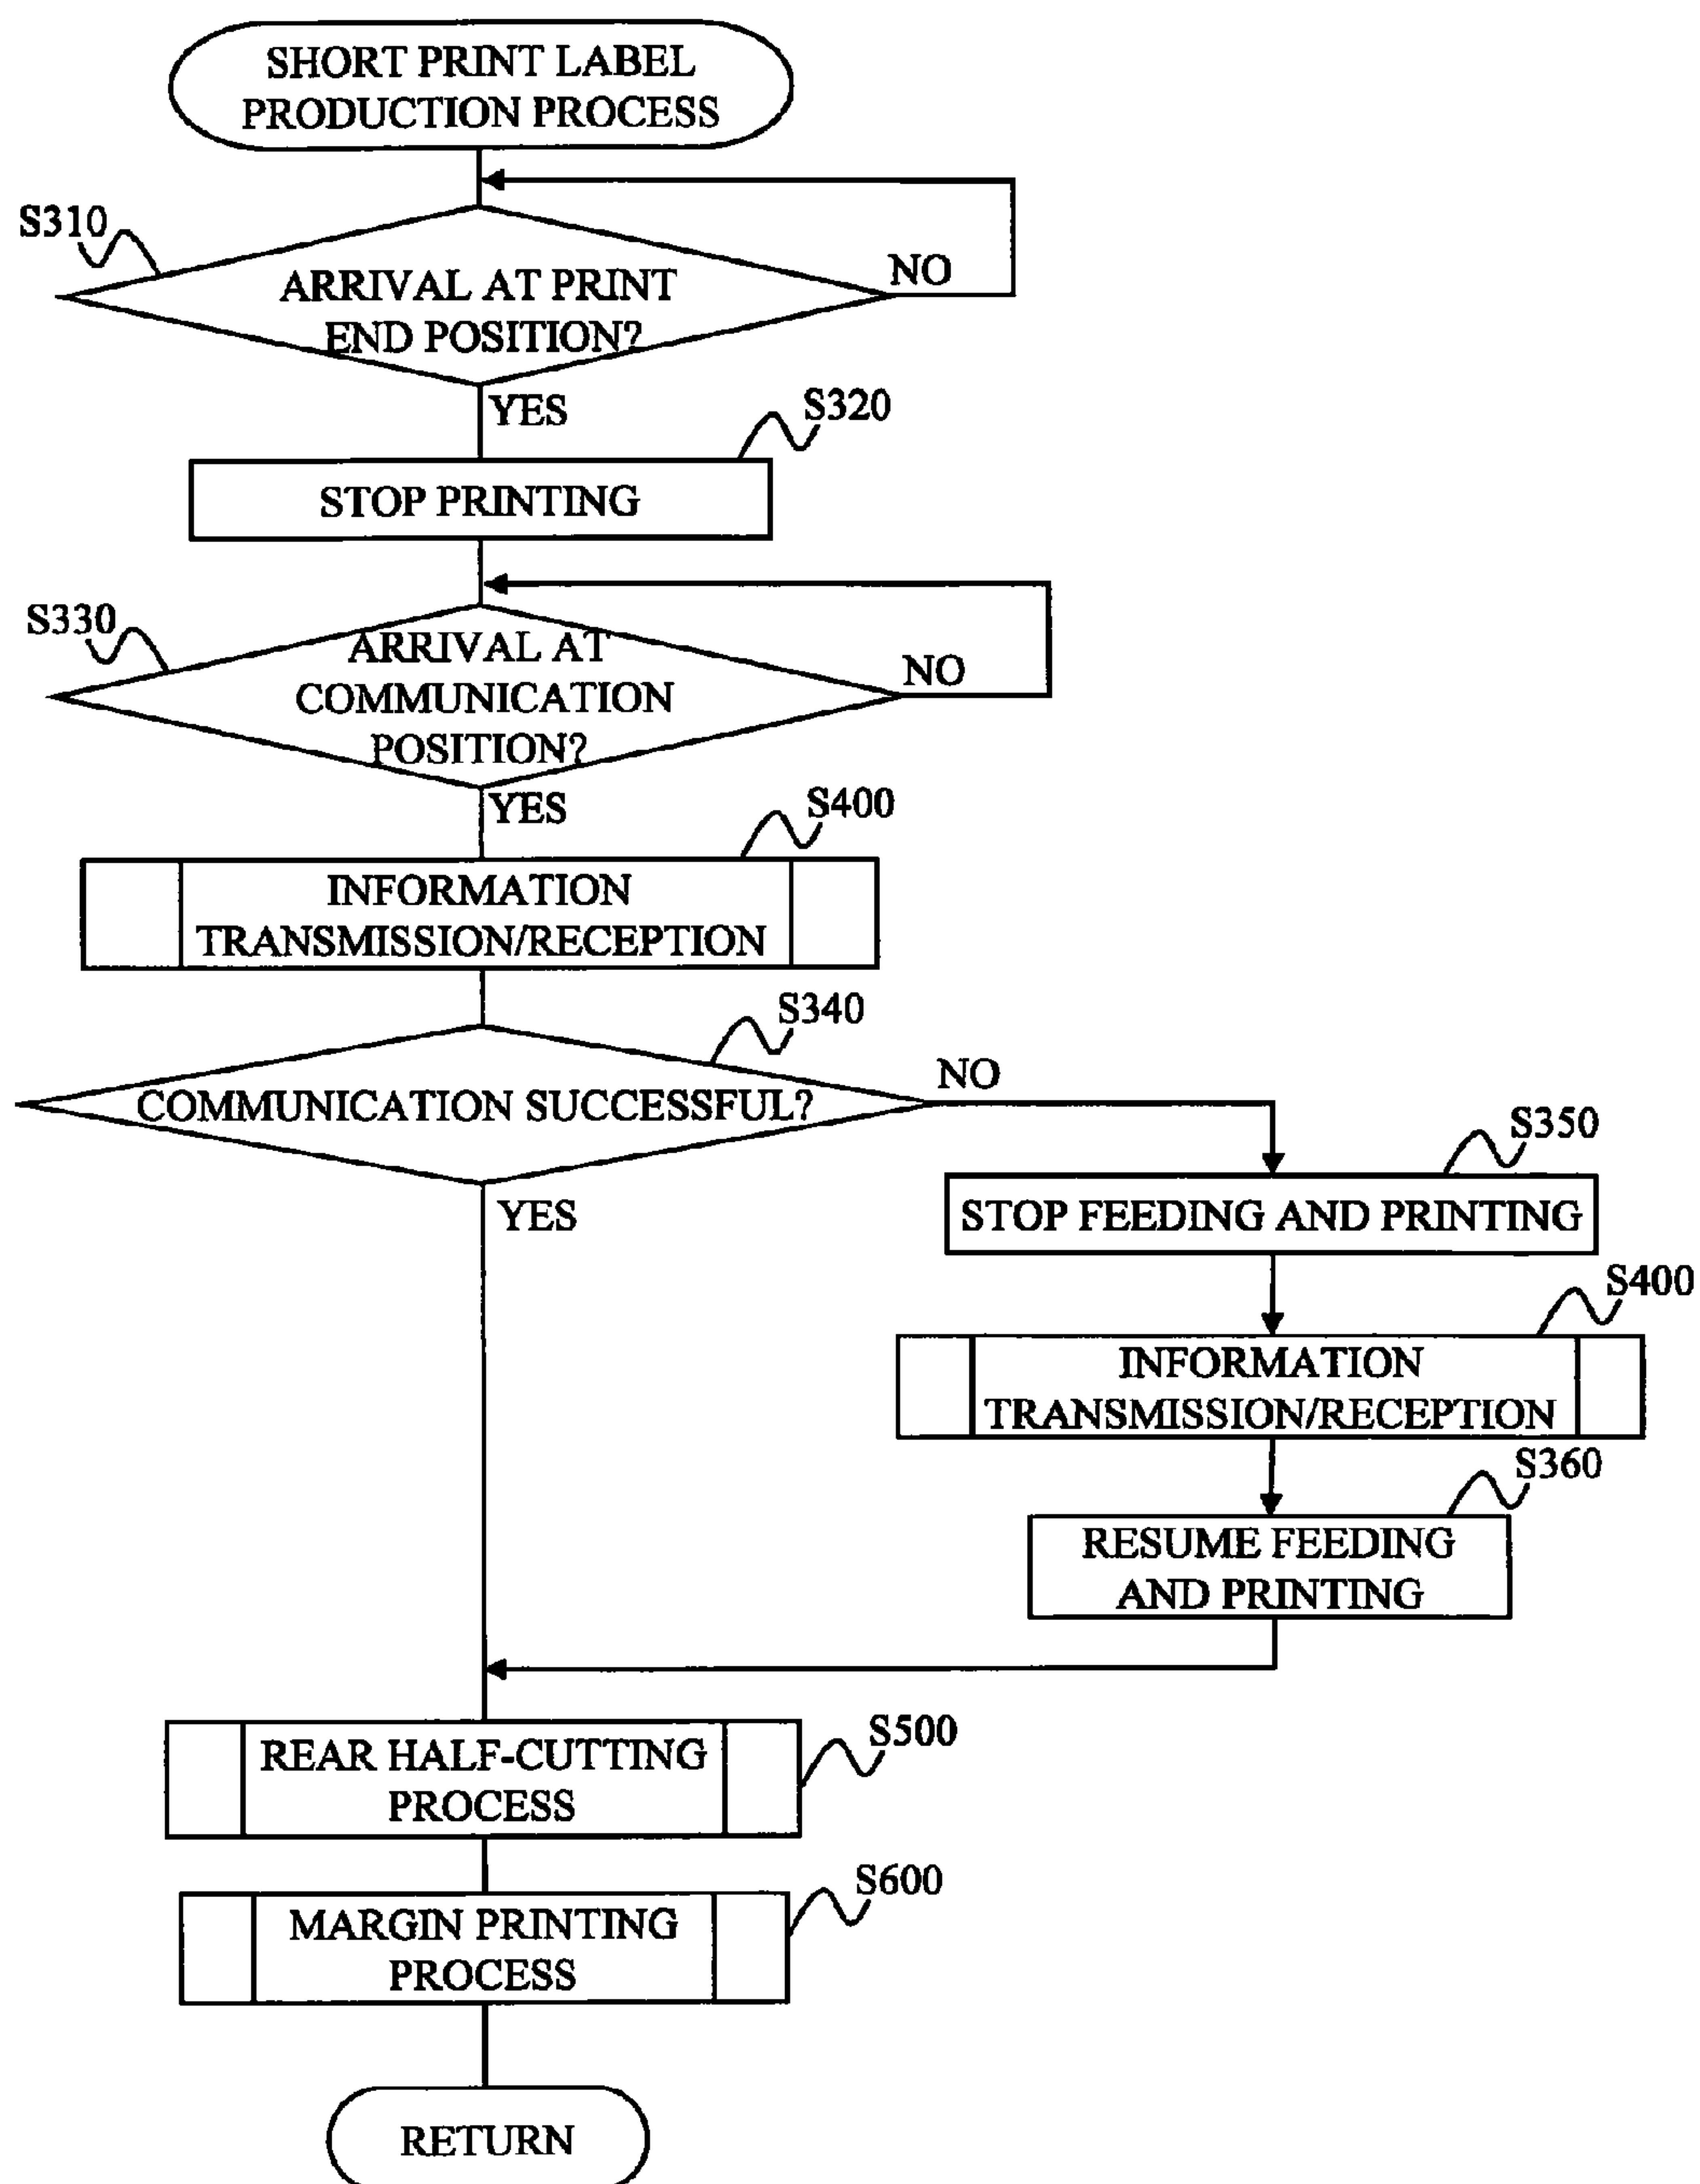 SHORT PRINT LABEL
PRODUCTION PROCESS
S310
ARRIVAL AT PRINT
END POSITION?
NO
YES
S320
STOP PRINTING
S330
ARRIVAL AT
COMMUNICATION
POSITION?
NO
YES
S400
INFORMATION
TRANSMISSION/RECEPTION
S340
COMMUNICATION SUCCESSFUL?
NO
YES
S350
STOP FEEDING AND PRINTING
S400
INFORMATION
TRANSMISSION/RECEPTION
S360
RESUME FEEDING
AND PRINTING
S500
REAR HALF-CUTTING
PROCESS
S600
MARGIN PRINTING
PROCESS
RETURN